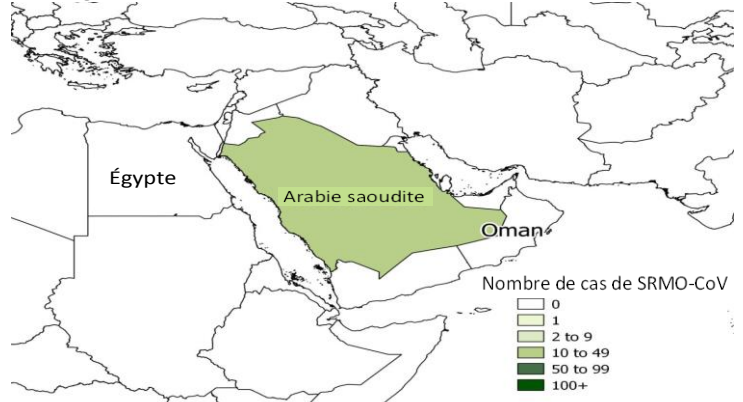 Égypte
Arabie saoudite
Oman
Nombre de cas de SRMO-CoV
0
1
2 to 9
10 to 49
50 to 99
100+